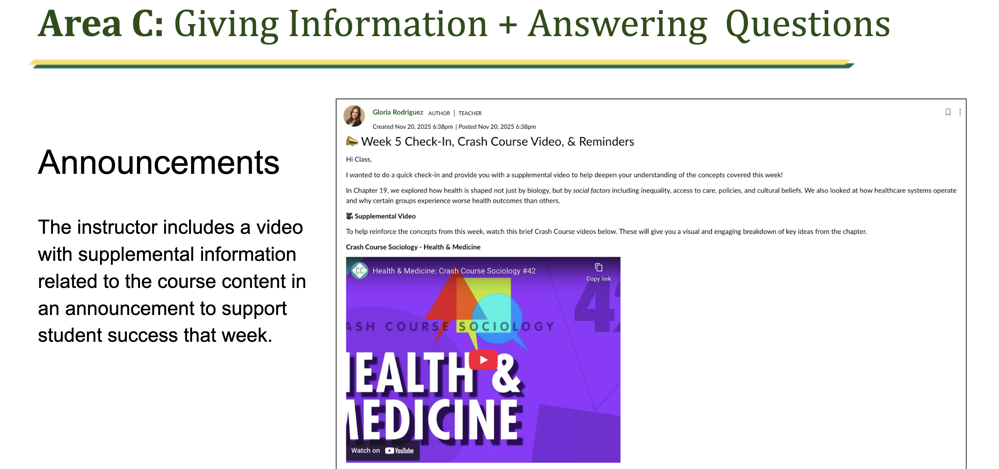 Area C: Giving Information + Answering Questions
Announcements
The instructor includes a video
with supplemental information
related to the course content in
an announcement to support
student success that week.
Gloria Rodriguez AUTHOR | TEACHER
Created Nov 20, 2025 6:38pm | Posted Nov 20, 2025 6:38pm
Week 5 Check-In, Crash Course Video, & Reminders
Hi Class,
I wanted to do a quick check-in and provide you with a supplemental video to help deepen your understanding of the concepts covered this week!
In Chapter 19, we explored how health is shaped not just by biology, but by social factors including inequality, access to care, policies, and cultural beliefs. We also looked at how healthcare systems operate
and why certain groups experience worse health outcomes than others.
Supplemental Video
To help reinforce the concepts from this week, watch this brief Crash Course videos below. These will give you a visual and engaging breakdown of key ideas from the chapter.
Crash Course Sociology - Health & Medicine
CC Health & Medicine: Crash Course Sociology #42
Copy link
42
ASH COURSE SOCIOLOGY
EALTH &
MEDICINE
Watch on YouTube